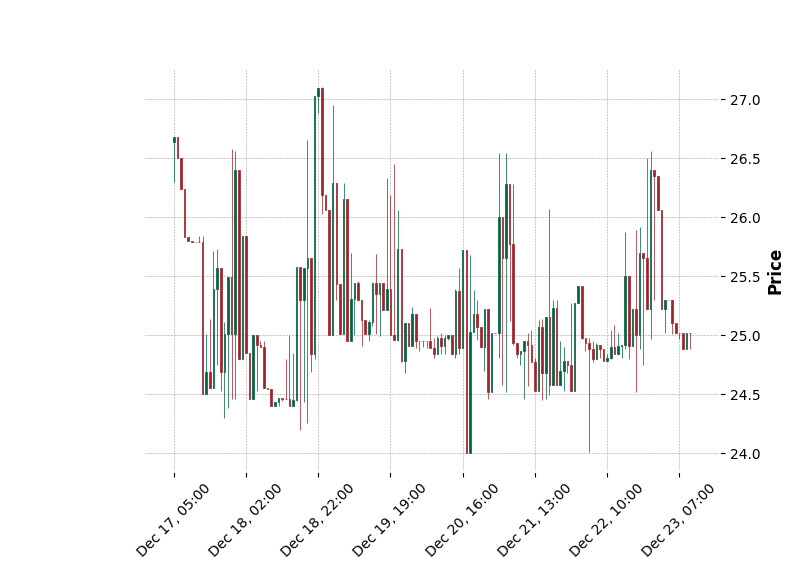 27.0
26.5
26.0
25.5
25.0
24.5
24.0
Price
Dec 17, 05:00
Dec 18, 02:00
Dec 18, 22:00
Dec 19, 19:00
Dec 20, 16:00
Dec 21, 13:00
Dec 22, 10:00
Dec 23, 07:00